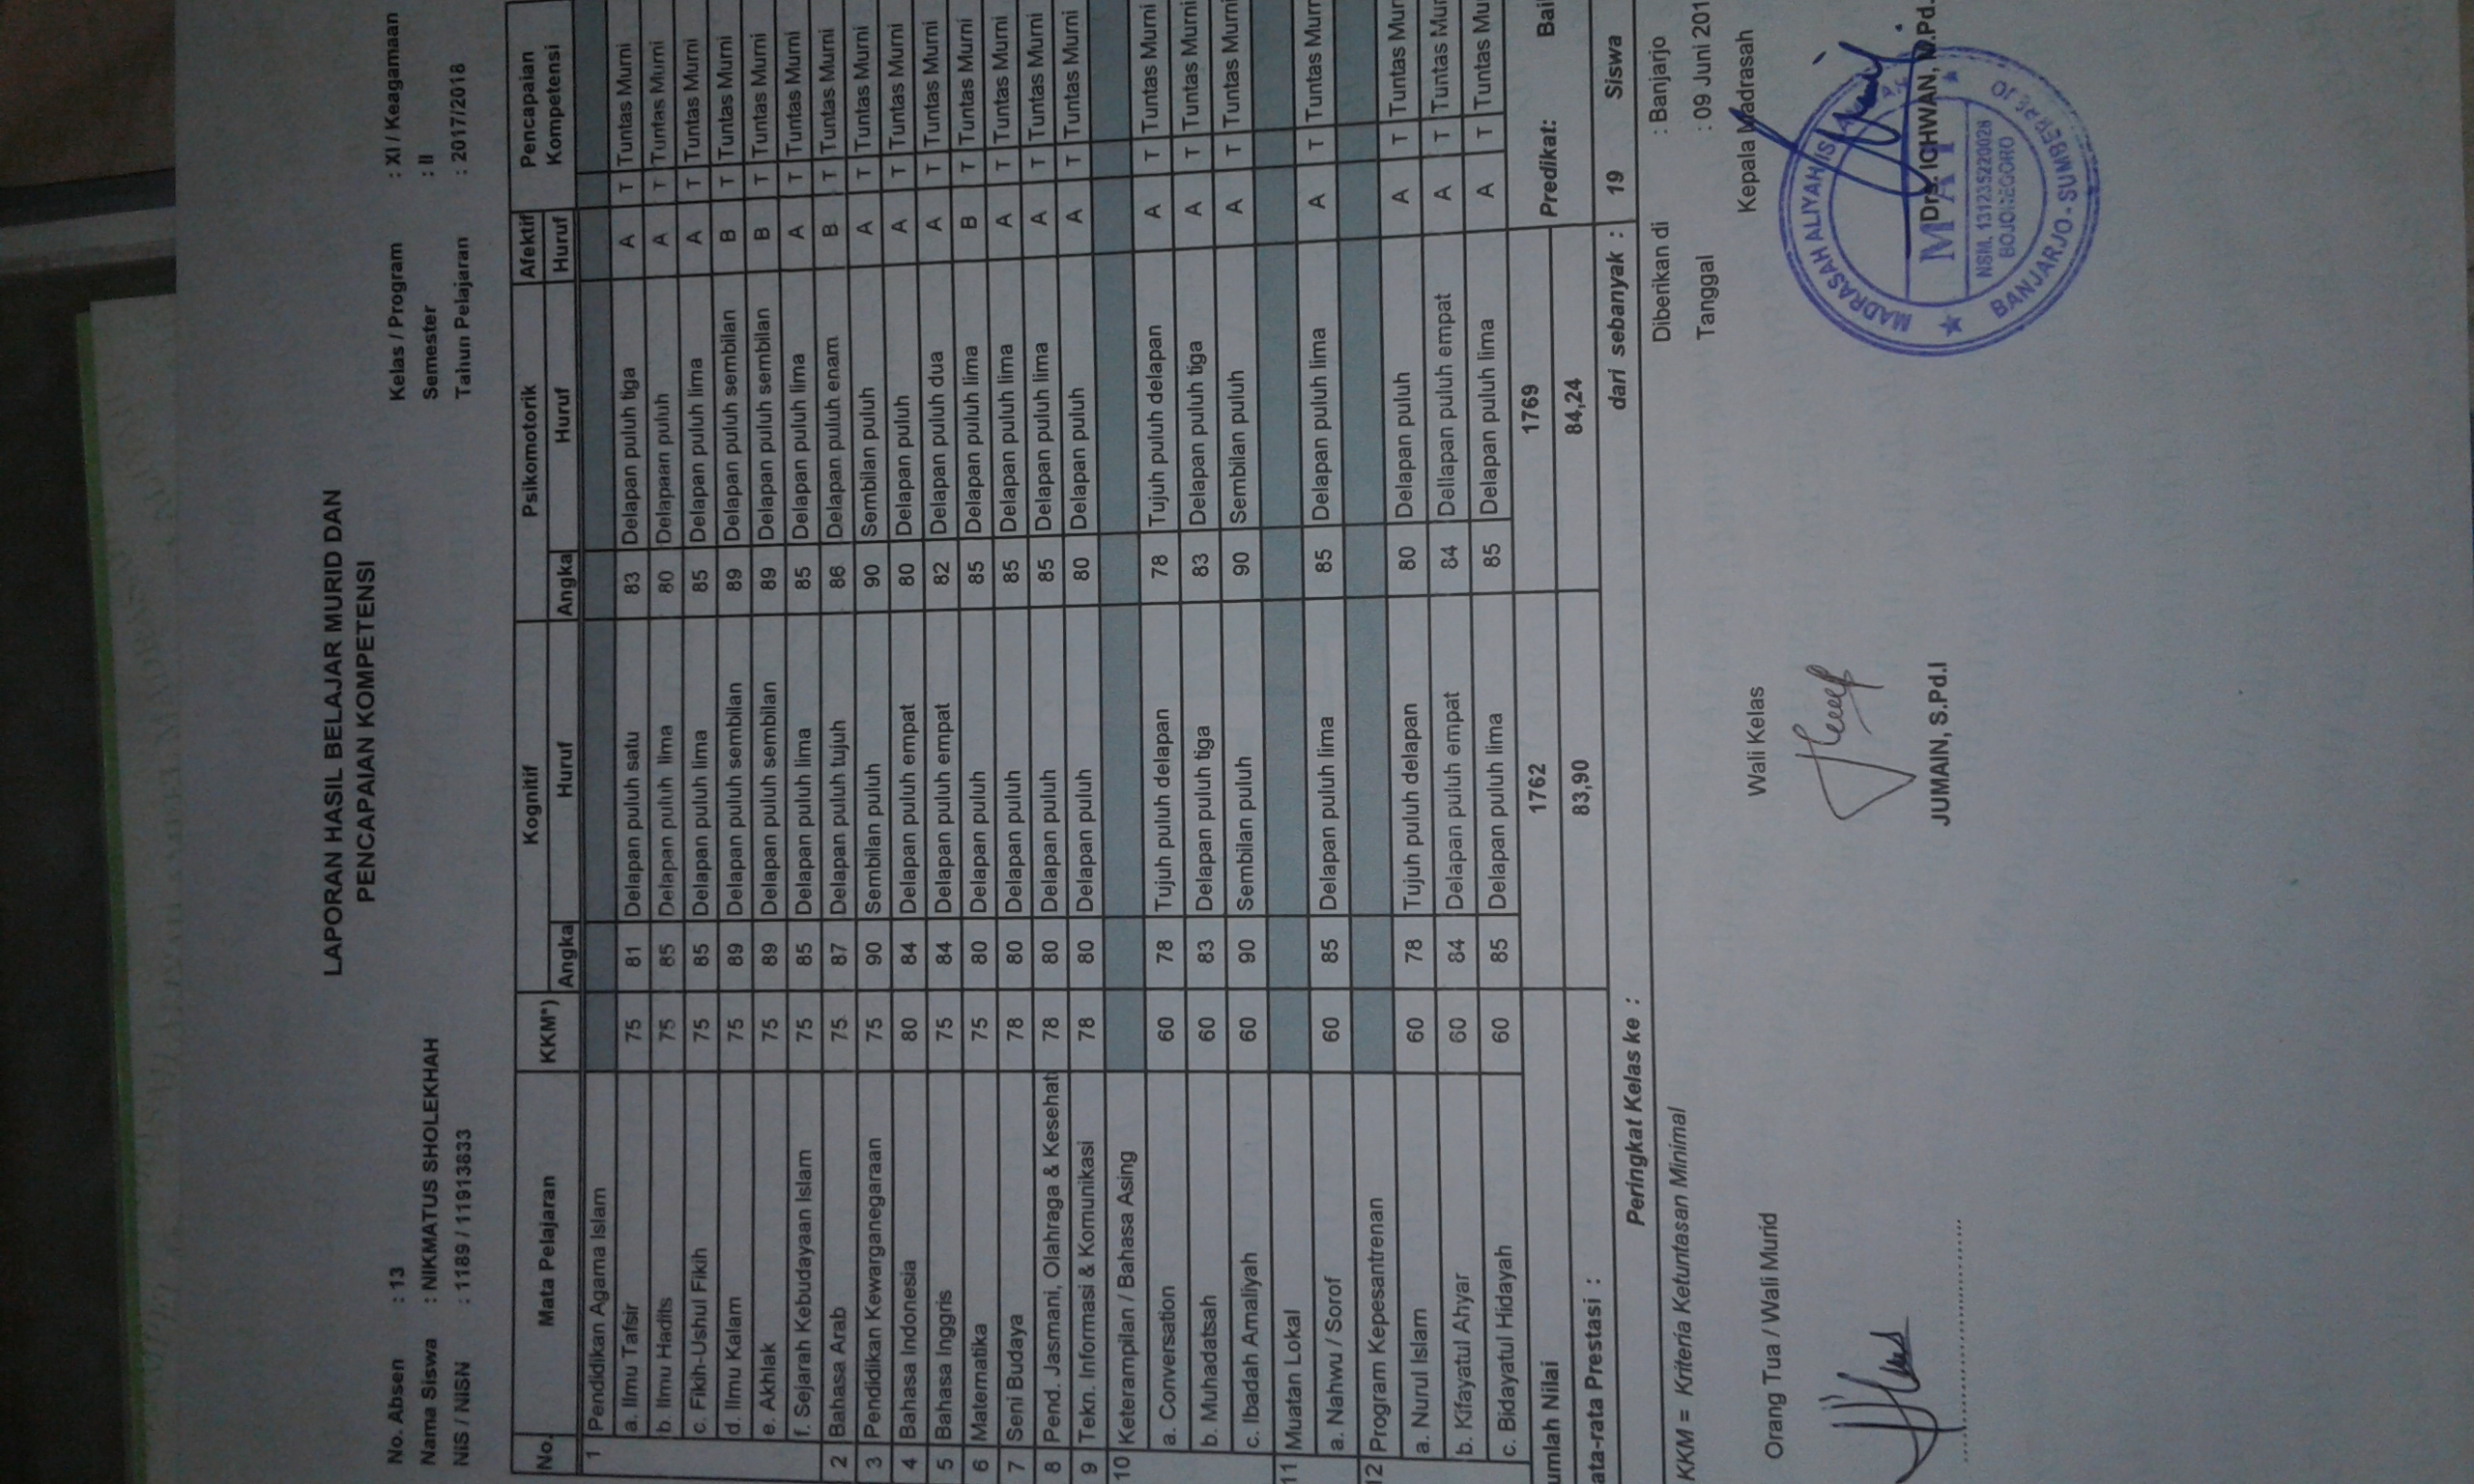 LAPORAN HASIL BELAJAR MURID DAN
PENCAPAIAN KOMPETENSI
No. Absen : 13 Kelas / Program : XI / Keagamaan
Nama Siswa : NIKMATUS SHOLEKHAH Semester : II
NIS / NISN : 1189 / 11913833 Tahun Pelajaran : 2017/2018
No. Mata Pelajaran KKM*) Kognitif Psikomotorik Afektif Pencapaian Kompetensi
Angka Huruf Angka Huruf Huruf
1 Pendidikan Agama Islam
a. Ilmu Tafsir 75 81 Delapan puluh satu 83 Delapan puluh tiga A T Tuntas Murni
b. Ilmu Hadits 75 85 Delapan puluh lima 80 Delapaan puluh A T Tuntas Murni
c. Fikih-Ushul Fikih 75 85 Delapan puluh lima 85 Delapan puluh lima A T Tuntas Murni
d. Ilmu Kalam 75 89 Delapan puluh sembilan 89 Delapan puluh sembilan B T Tuntas Murni
e. Akhlak 75 89 Delapan puluh sembilan 89 Delapan puluh sembilan B T Tuntas Murni
f. Sejarah Kebudayaan Islam 75 85 Delapan puluh lima 85 Delapan puluh lima A T Tuntas Murni
2 Bahasa Arab 75 87 Delapan puluh tujuh 86 Delapan puluh enam B T Tuntas Murni
3 Pendidikan Kewarganegaraan 75 90 Sembilan puluh 90 Sembilan puluh A T Tuntas Murni
4 Bahasa Indonesia 80 84 Delapan puluh empat 80 Delapan puluh A T Tuntas Murni
5 Bahasa Inggris 75 84 Delapan puluh empat 82 Delapan puluh dua A T Tuntas Murni
6 Matematika 75 80 Delapan puluh 85 Delapan puluh lima B T Tuntas Murni
7 Seni Budaya 78 80 Delapan puluh 85 Delapan puluh lima A T Tuntas Murni
8 Pend. Jasmani, Olahraga & Kesehat 78 80 Delapan puluh 85 Delapan puluh lima A T Tuntas Murni
9 Tekn. Informasi & Komunikasi 78 80 Delapan puluh 80 Delapan puluh A T Tuntas Murni
10 Keterampilan / Bahasa Asing
a. Conversation 60 78 Tujuh puluh delapan 78 Tujuh puluh delapan A T Tuntas Murni
b. Muhadatsah 60 83 Delapan puluh tiga 83 Delapan puluh tiga A T Tuntas Murni
c. Ibadah Amaliyah 60 90 Sembilan puluh 90 Sembilan puluh A T Tuntas Murni
11 Muatan Lokal
a. Nahwu / Sorof 60 85 Delapan puluh lima 85 Delapan puluh lima A T Tuntas Murr
12 Program Kepesantrenan
a. Nurul Islam 60 78 Tujuh puluh delapan 80 Delapan puluh A T Tuntas Mur
b. Kifayatul Ahyar 60 84 Delapan puluh empat 84 Dellapan puluh empat A T Tuntas Mur
c. Bidayatul Hidayah 60 85 Delapan puluh lima 85 Delapan puluh lima A T Tuntas Mu
umlah Nilai 1762 1769 Predikat: Bai
ata-rata Prestasi : 83,90 84,24
Peringkat Kelas ke : dari sebanyak : 19 Siswa
KKM = Kriteria Ketuntasan Minimal Diberikan di : Banjarjo
Tanggal : 09 Juni 201
Orang Tua / Wali Murid Wali Kelas Kepala Madrasah
JUMAIN, S.Pd.I Drs. ICHWAN, M.Pd.
MADRASAH ALIYAH
MAI
NSM. 131235220028
BOJONEGORO
BANJARJO - SUMBERREJO